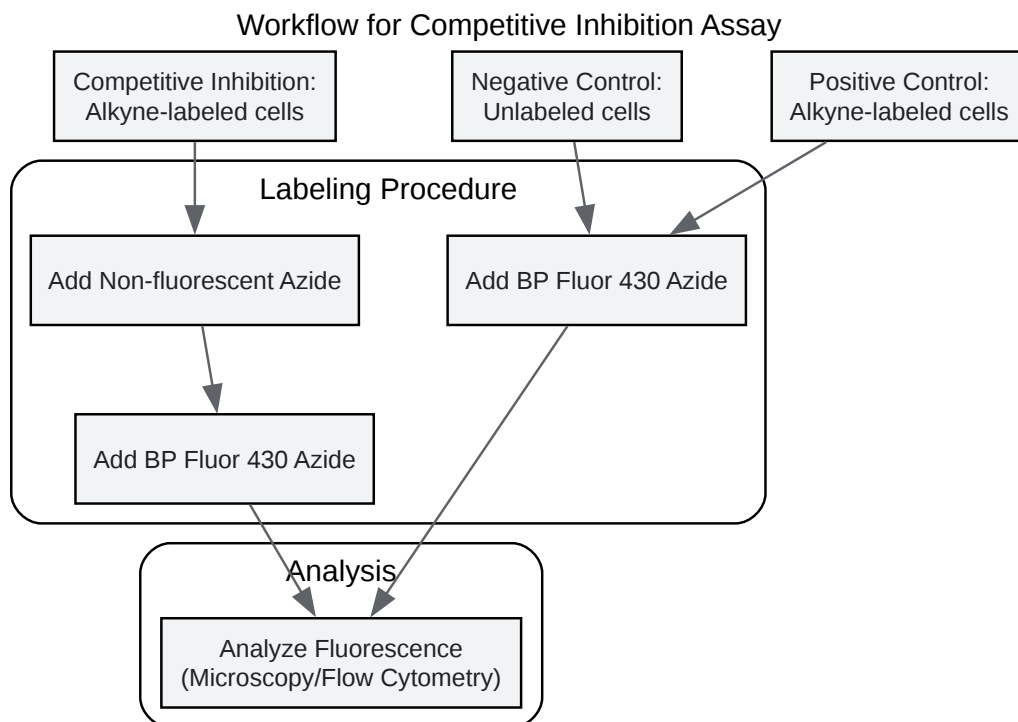 Workflow for Competitive Inhibition Assay
Competitive Inhibition:
Alkyne-labeled cells
Negative Control:
Unlabeled cells
Positive Control:
Alkyne-labeled cells
Labeling Procedure
Add Non-fluorescent Azide
Add BP Fluor 430 Azide
Add BP Fluor 430 Azide
Analysis
Analyze Fluorescence
(Microscopy/Flow Cytometry)